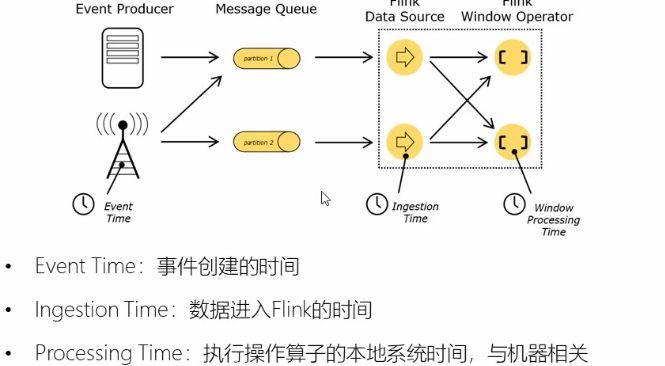 Event Producer
Message Queue
Flink
Data Source
Flink
Window Operator
partition 1
partition 2
Event
Time
Ingestion
Time
Window
Processing
Time
• Event Time：事件创建的时间
• Ingestion Time：数据进入Flink的时间
• Processing Time：执行操作算子的本地系统时间，与机器相关